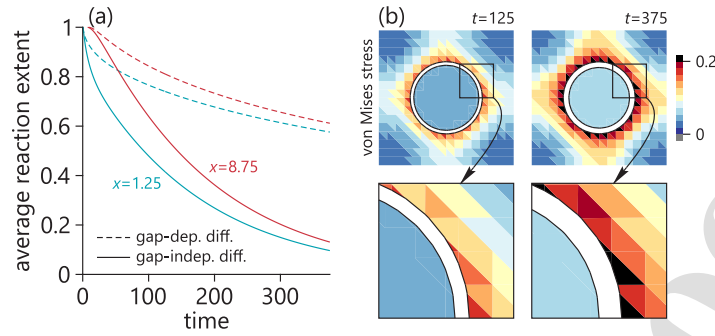 (a)
average reaction extent
1
0.8
0.6
0.4
0.2
0
x=8.75
x=1.25
gap-dep. diff.
gap-indep. diff.
0
100
200
300
time
(b)
t=125
t=375
von Mises stress
0.2
0